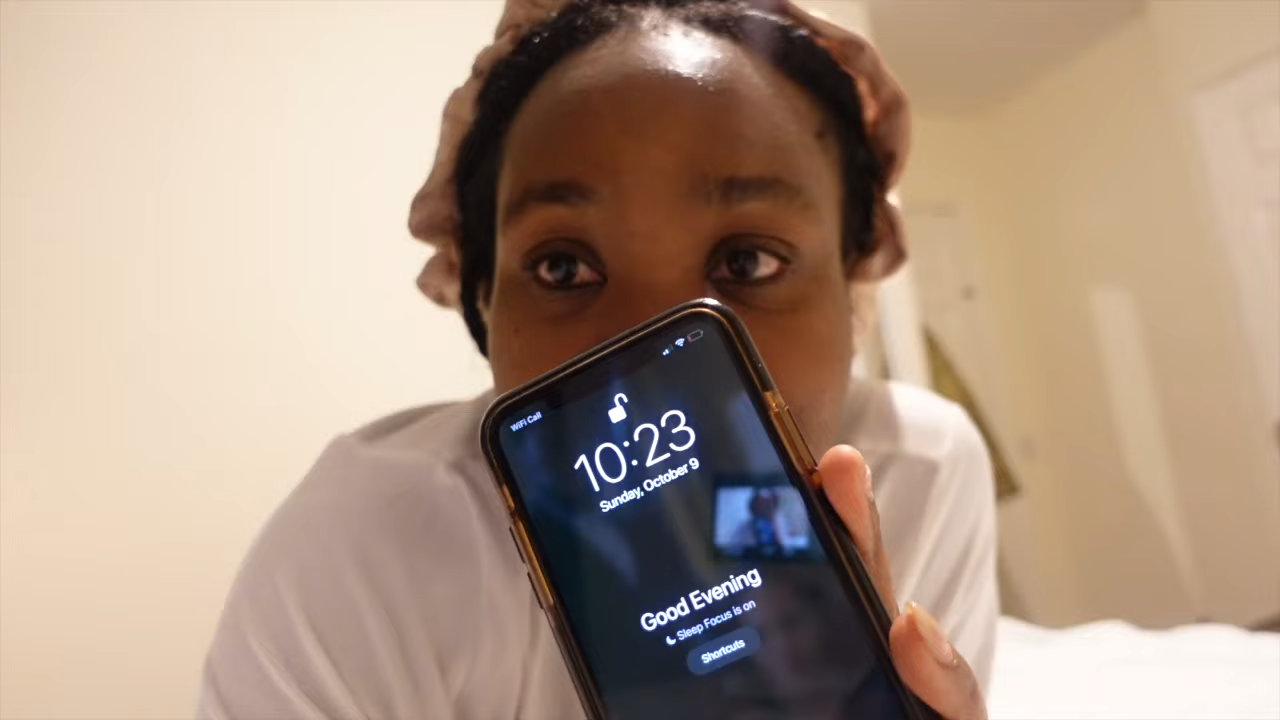 WiFi Call
10:23
Sunday, October 9
Good Evening
Sleep Focus is on
Shortcuts